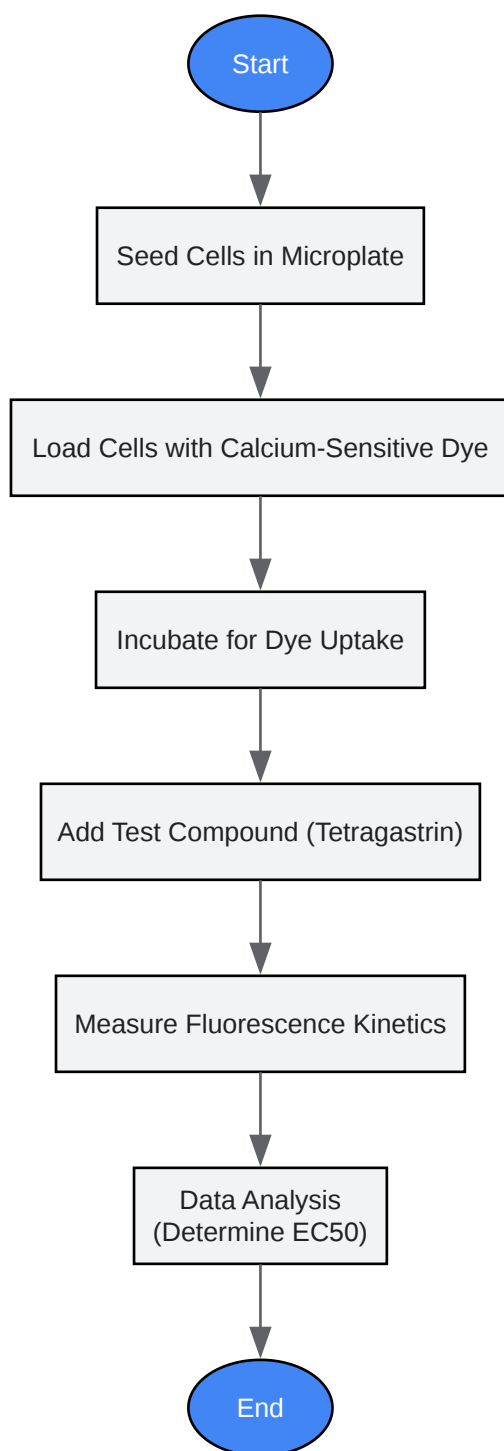 Start
Seed Cells in Microplate
Load Cells with Calcium-Sensitive Dye
Incubate for Dye Uptake
Add Test Compound (Tetragastrin)
Measure Fluorescence Kinetics
Data Analysis
(Determine EC50)
End